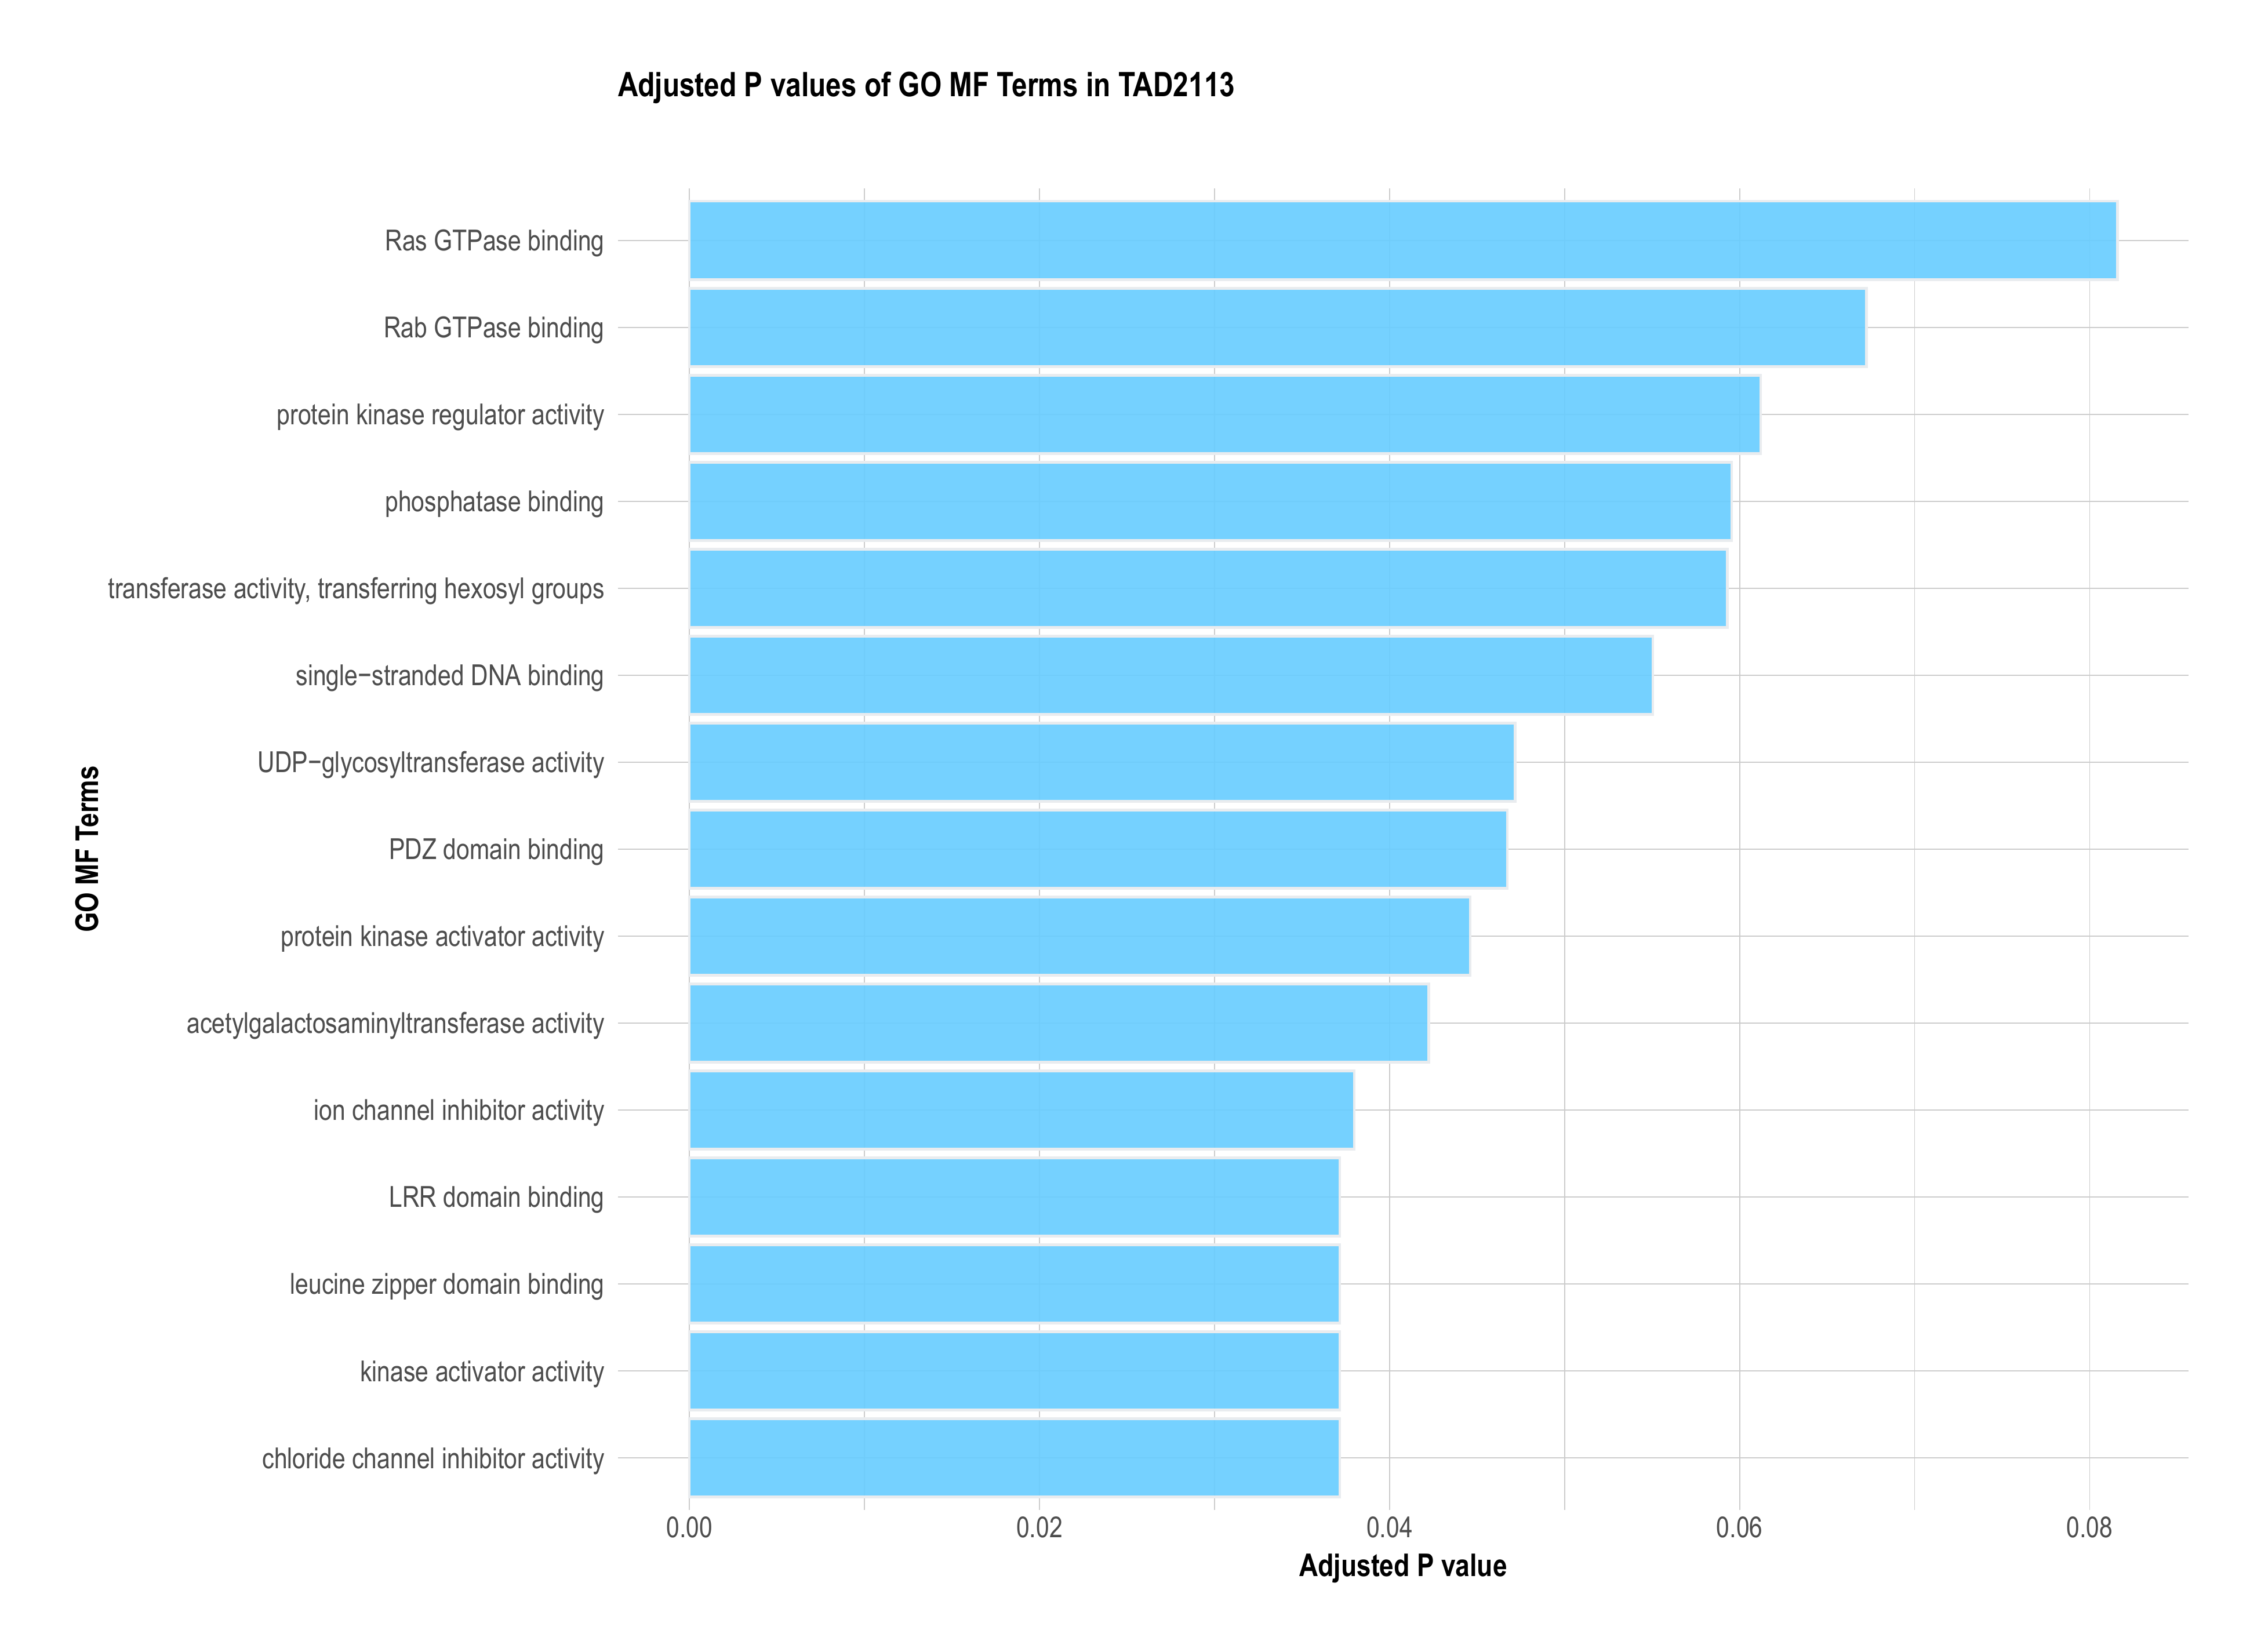 Adjusted P values of GO MF Terms in TAD2113
Ras GTPase binding
Rab GTPase binding
protein kinase regulator activity
phosphatase binding
transferase activity, transferring hexosyl groups
single−stranded DNA binding
UDP−glycosyltransferase activity
PDZ domain binding
protein kinase activator activity
acetylgalactosaminyltransferase activity
ion channel inhibitor activity
LRR domain binding
leucine zipper domain binding
kinase activator activity
chloride channel inhibitor activity
GO MF Terms
0.00 0.02 0.04 0.06 0.08
Adjusted P value